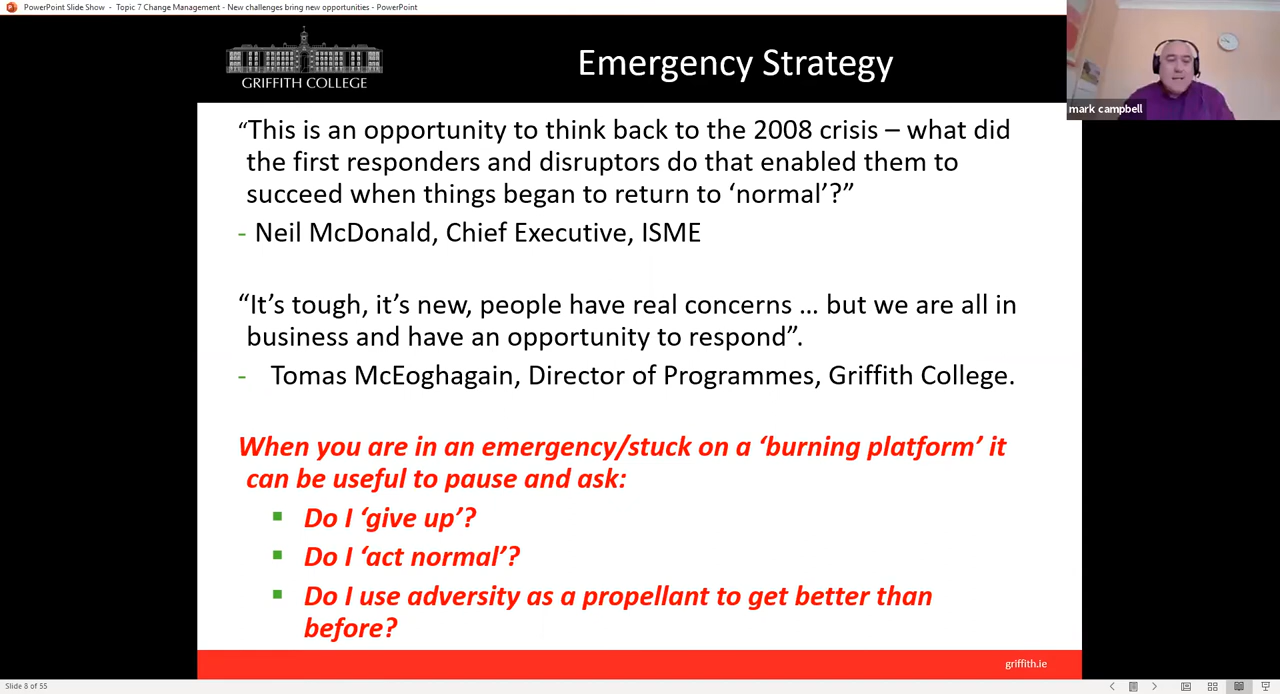 PowerPoint Slide Show - Topic 7 Change Management - New challenges bring new opportunities - PowerPoint
GRIFFITH COLLEGE
Emergency Strategy
mark campbell
“This is an opportunity to think back to the 2008 crisis – what did
the first responders and disruptors do that enabled them to
succeed when things began to return to ‘normal’?”
- Neil McDonald, Chief Executive, ISME
“It’s tough, it’s new, people have real concerns … but we are all in
business and have an opportunity to respond”.
- Tomas McEoghagain, Director of Programmes, Griffith College.
When you are in an emergency/stuck on a ‘burning platform’ it
can be useful to pause and ask:
▪ Do I ‘give up’?
▪ Do I ‘act normal’?
▪ Do I use adversity as a propellant to get better than
before?
griffith.ie
Slide 8 of 55